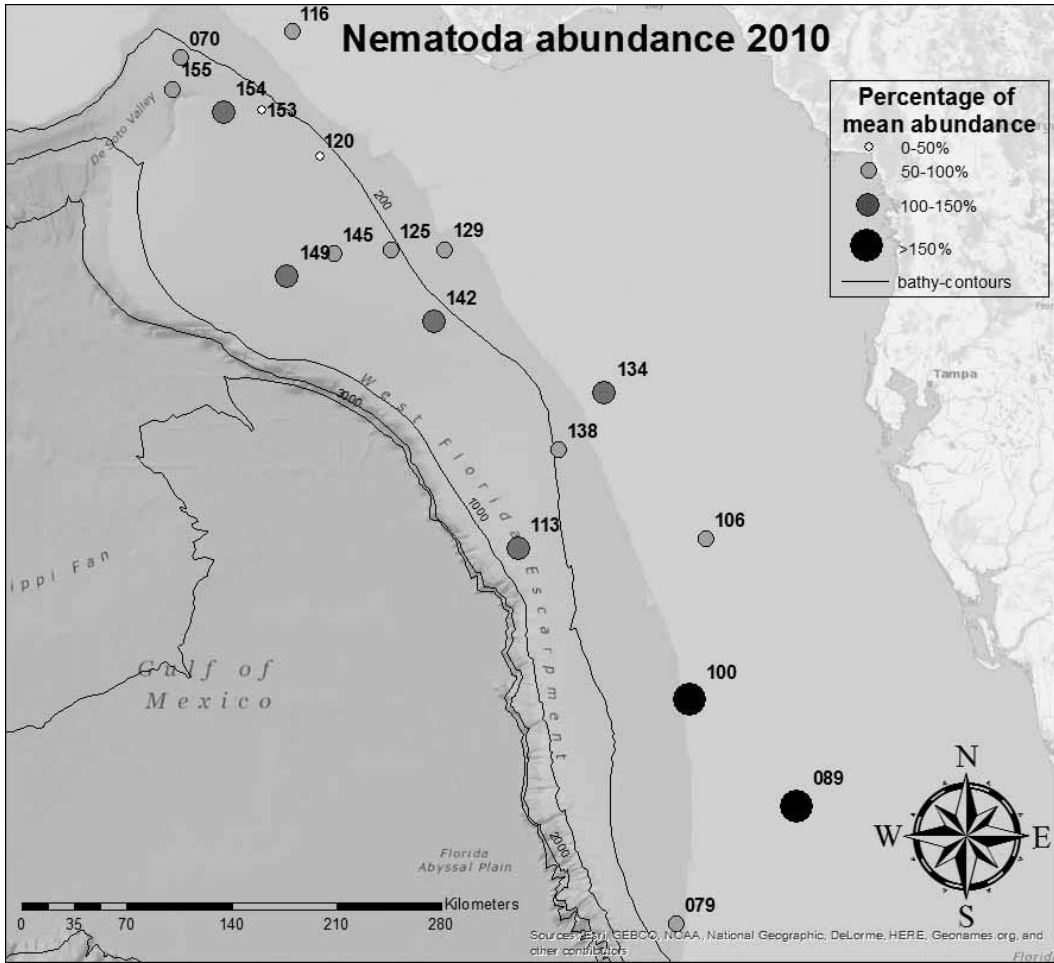 Nematoda abundance 2010
116
070
155
154
153
120
De Soto Valley
200
149
145
125
129
142
134
138
113
106
100
089
079
Percentage of
mean abundance
0-50%
50-100%
100-150%
>150%
bathy-contours
Tampa
West Florida Escarpment
3000
1000
2000
ippi Fan
Gulf of
Mexico
Florida
Abyssal Plain
N
W
E
S
Kilometers
0 35 70 140 210 280
Sources: Esri, GEBCO, NOAA, National Geographic, DeLorme, HERE, Geonames.org, and
other contributors
Florid